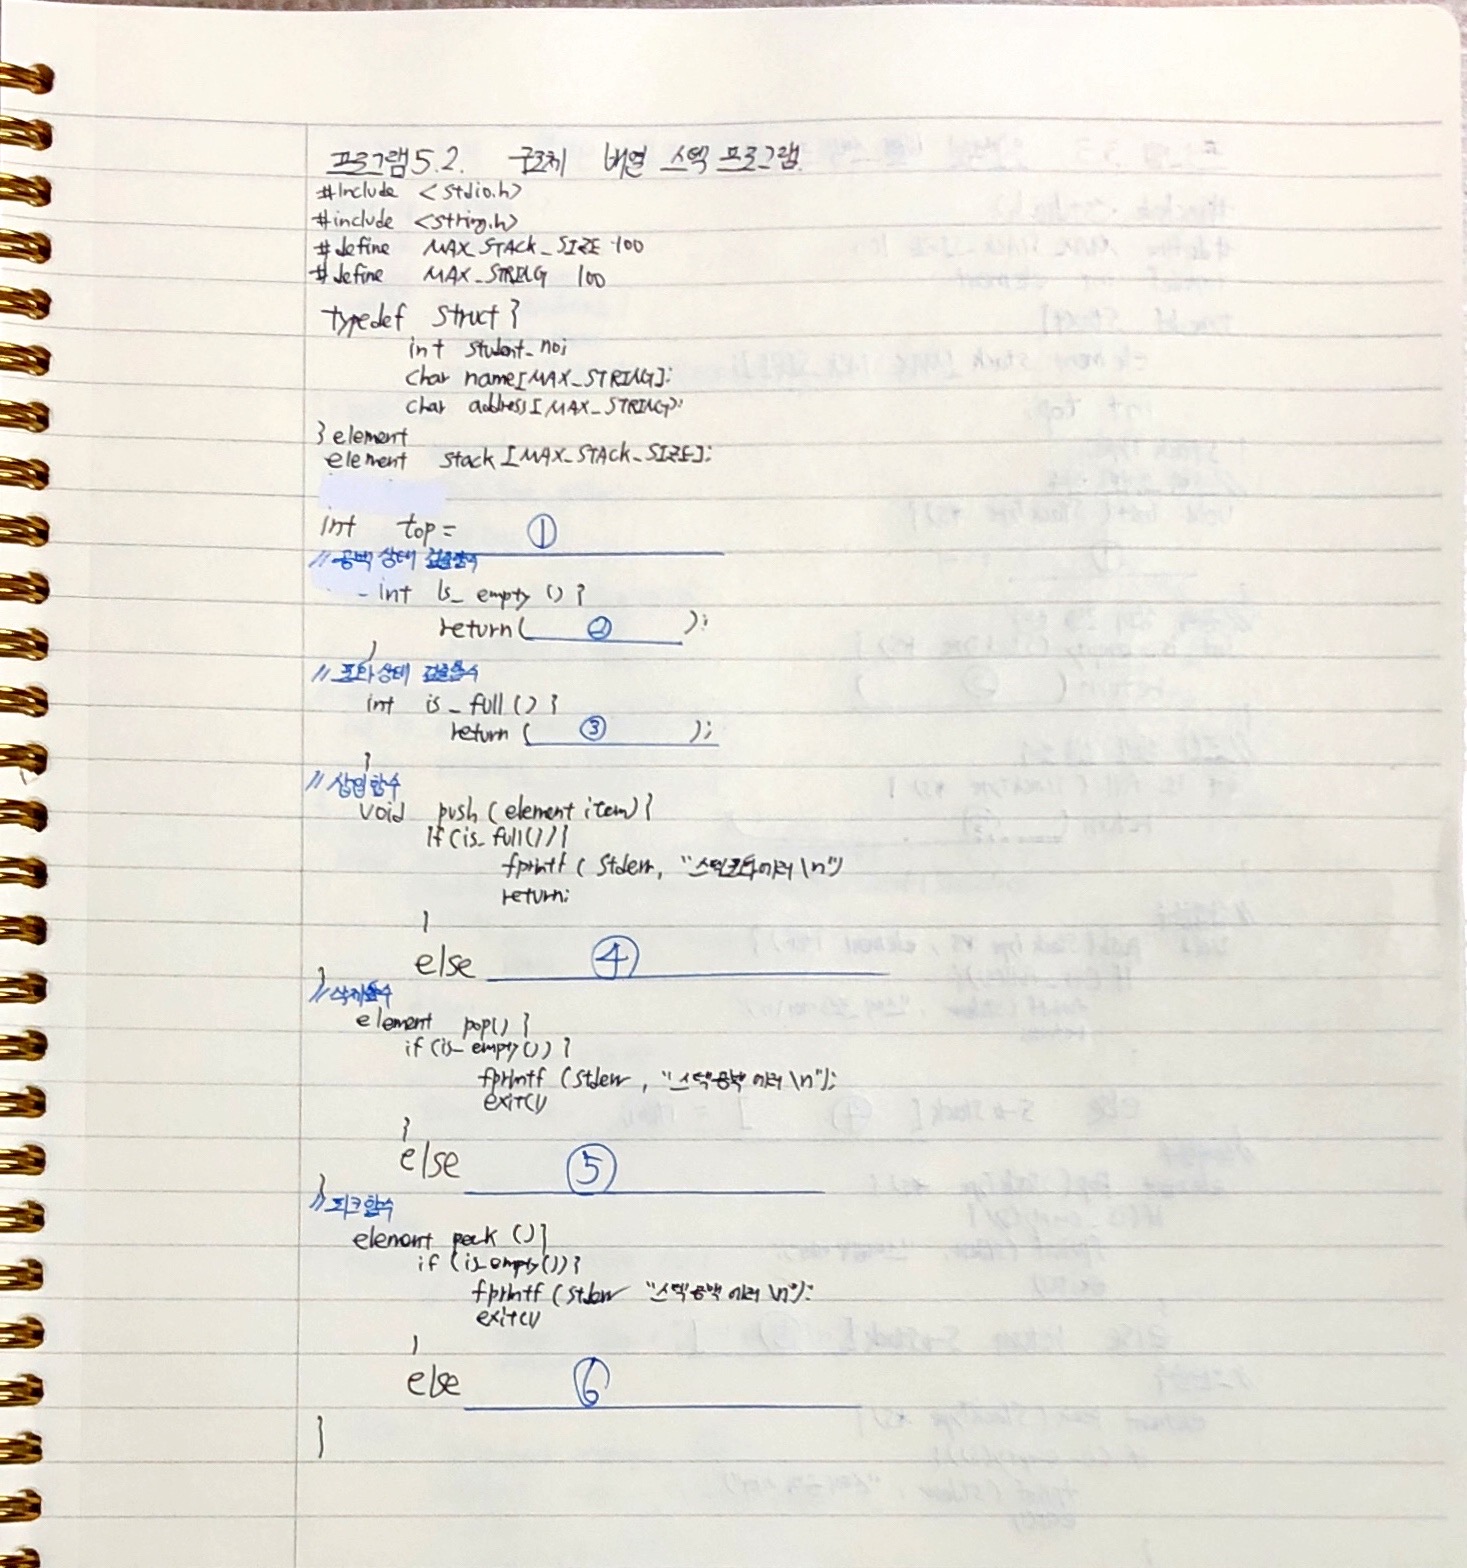 프로그램 5.2. 구조체 배열 스택 프로그램.
#include <stdio.h>
#include <string.h>
#define MAX_STACK_SIZE 100
#define MAX_STRING 100
typedef struct {
int student_no;
char name[MAX_STRING];
char address[MAX_STRING];
} element
element stack [MAX_STACK_SIZE];
int top = ①
// 공백 상태 검출함수
int is_empty () {
return( ② );
}
// 포화 상태 검출함수
int is_full () {
return ( ③ );
}
// 삽입함수
void push (element item) {
if (is_full()) {
fprintf ( stderr, "스택포화에러 \n")
return;
}
else ④
}
// 삭제함수
element pop() {
if (is_empty()) {
fprintf (stderr, "스택공백 에러 \n");
exit(1)
}
else ⑤
}
// 피크함수
element peek () {
if (is_empty()) {
fprintf (stderr "스택공백 에러 \n");
exit(1)
}
else ⑥
}